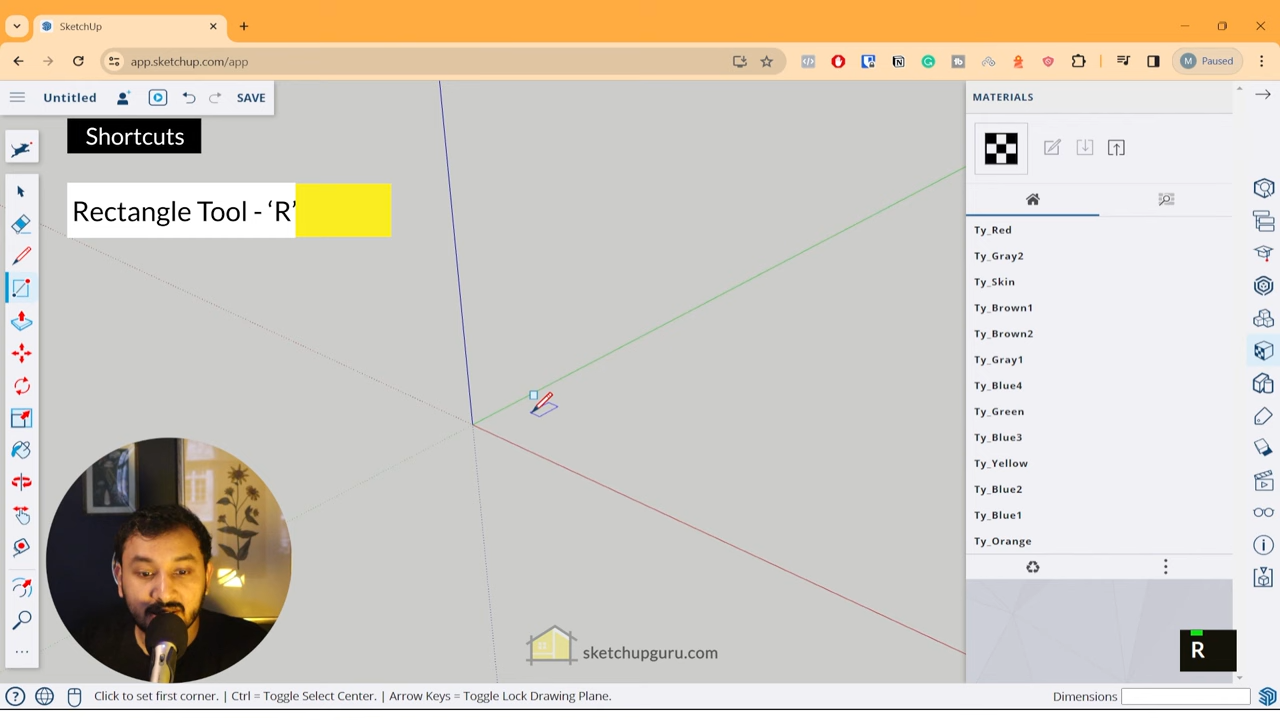 SketchUp
app.sketchup.com/app
M Paused
Untitled
SAVE
MATERIALS
Shortcuts
Rectangle Tool - ‘R’
Ty_Red
Ty_Gray2
Ty_Skin
Ty_Brown1
Ty_Brown2
Ty_Gray1
Ty_Blue4
Ty_Green
Ty_Blue3
Ty_Yellow
Ty_Blue2
Ty_Blue1
Ty_Orange
sketchupguru.com
R
Click to set first corner. | Ctrl = Toggle Select Center. | Arrow Keys = Toggle Lock Drawing Plane.
Dimensions